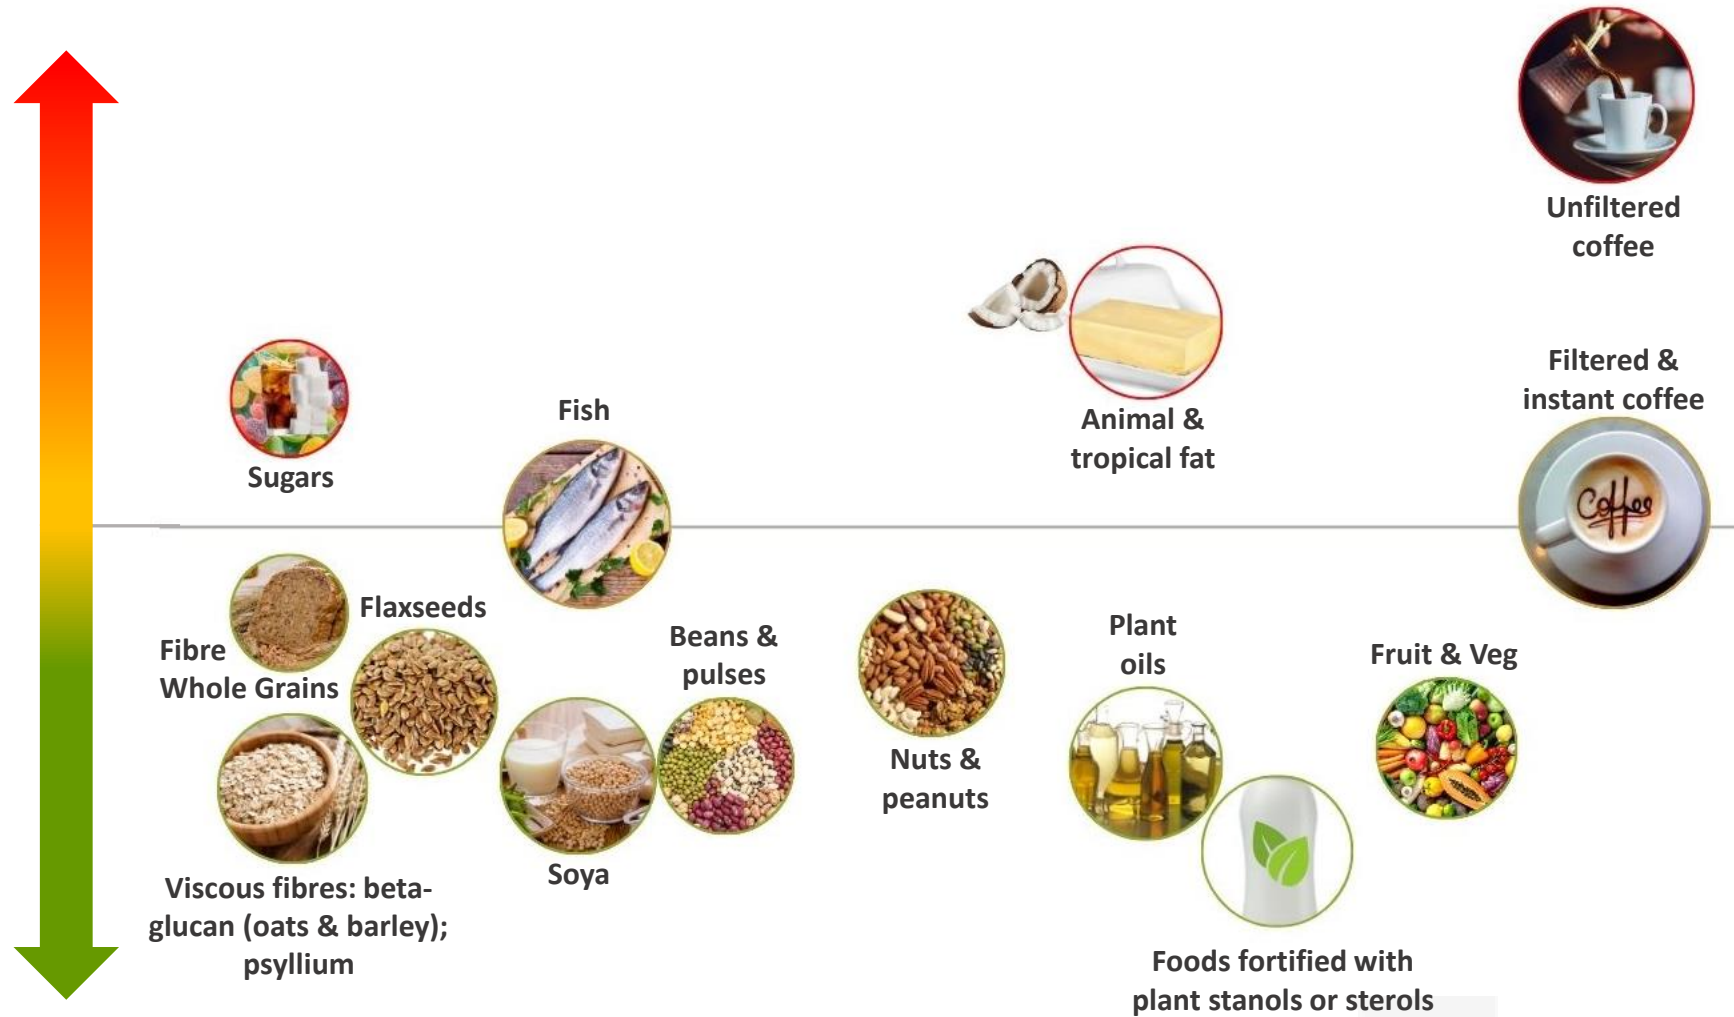 Unfiltered
coffee
Filtered &
instant coffee
Coffee
Animal &
tropical fat
Fish
Sugars
Flaxseeds
Fibre
Whole Grains
Beans &
pulses
Plant
oils
Fruit & Veg
Nuts &
peanuts
Soya
Viscous fibres: beta-
glucan (oats & barley);
psyllium
Foods fortified with
plant stanols or sterols